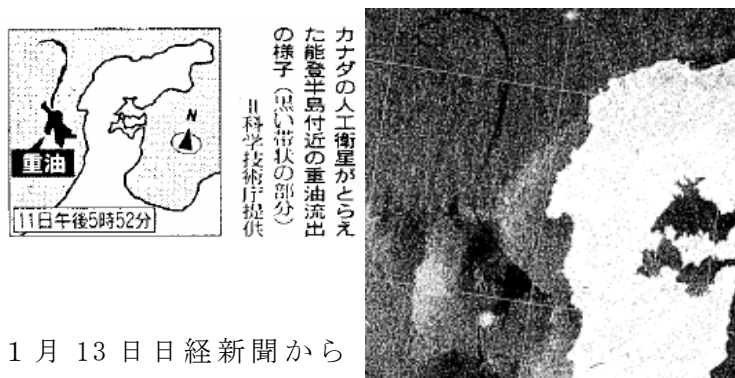 カナダの人工衛星がとらえ
た能登半島付近の重油流出
の様子（黒い帯状の部分）
＝科学技術庁提供
N
重油
11日午後5時52分
1月13日日経新聞から